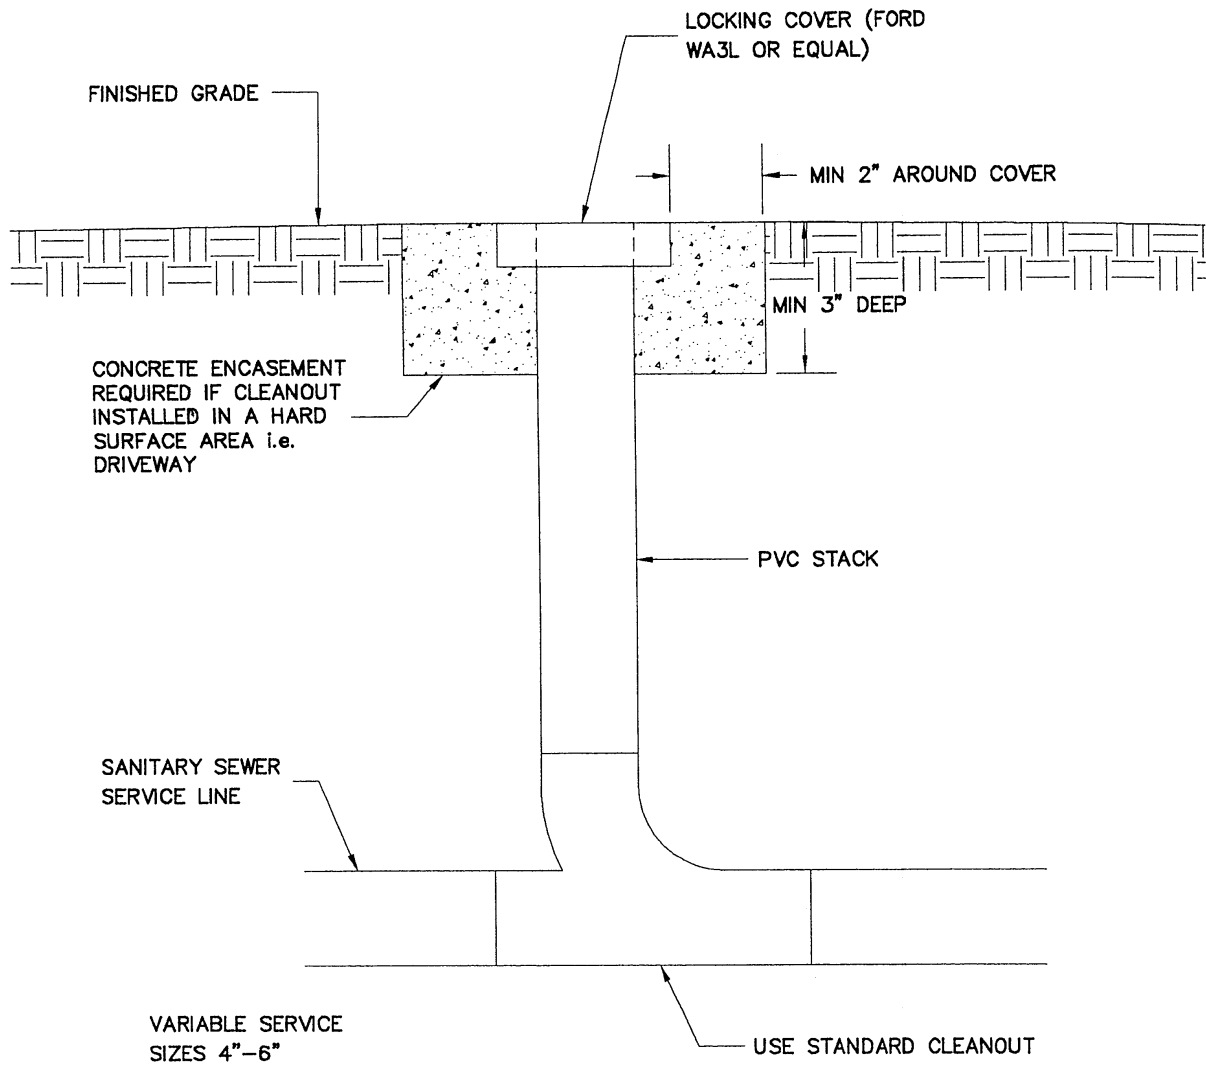 LOCKING COVER (FORD
WA3L OR EQUAL)
FINISHED GRADE
MIN 2" AROUND COVER
MIN 3" DEEP
CONCRETE ENCASEMENT
REQUIRED IF CLEANOUT
INSTALLED IN A HARD
SURFACE AREA i.e.
DRIVEWAY
PVC STACK
SANITARY SEWER
SERVICE LINE
VARIABLE SERVICE
SIZES 4"-6"
USE STANDARD CLEANOUT